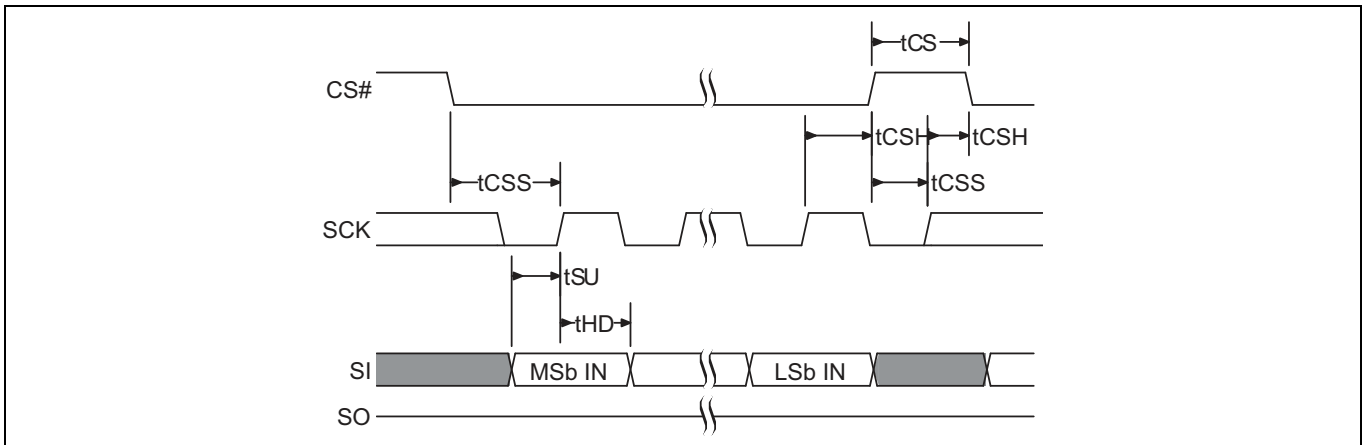 tCS
CS#
tCSH
tCSH
tCSS
tCSS
SCK
tSU
tHD
SI
MSb IN
LSb IN
SO